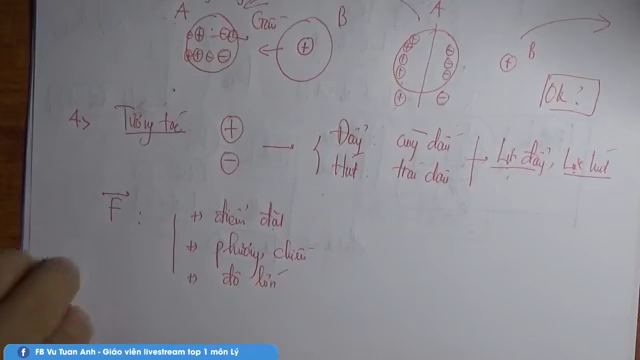 A
Gần
B
A
B
OK?
4> Tương tác + - Đẩy: cùng dấu
Hút: trái dấu
Lực đẩy, Lực hút
F:
+ điểm đặt
+ phương, chiều
+ độ lớn
FB Vu Tuan Anh - Giáo viên livestream top 1 môn Lý